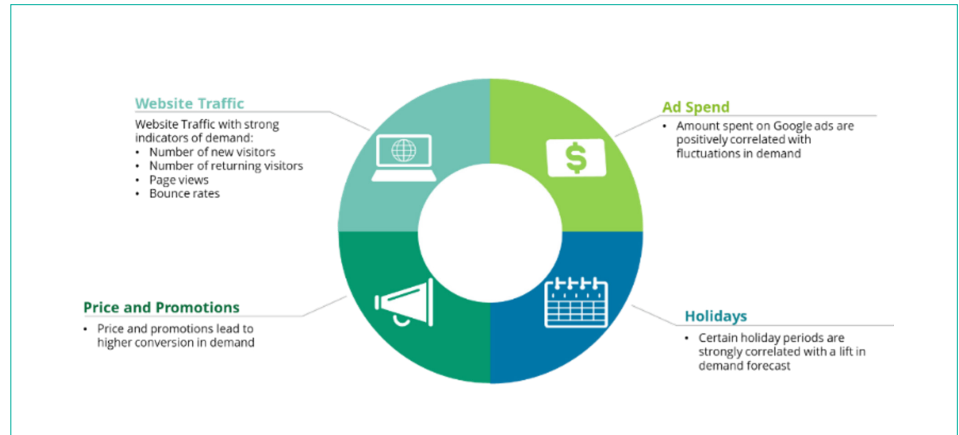 Website Traffic
Website Traffic with strong
indicators of demand:
• Number of new visitors
• Number of returning visitors
• Page views
• Bounce rates
Ad Spend
• Amount spent on Google ads are
positively correlated with
fluctuations in demand
$
Price and Promotions
• Price and promotions lead to
higher conversion in demand
Holidays
• Certain holiday periods are
strongly correlated with a lift in
demand forecast